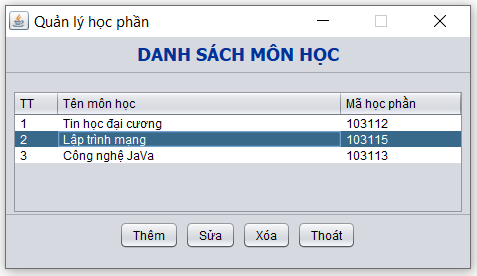 Quản lý học phần
DANH SÁCH MÔN HỌC
TT Tên môn học Mã học phần
1 Tin học đại cương 103112
2 Lập trình mạng 103115
3 Công nghệ JaVa 103113
Thêm Sửa Xóa Thoát